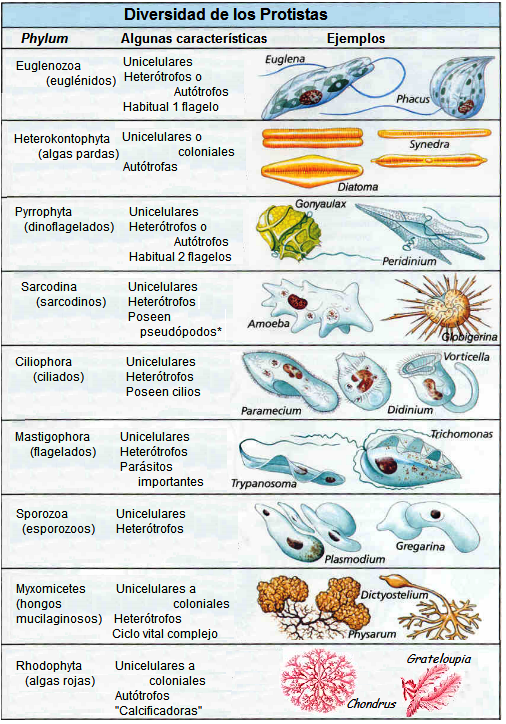 Diversidad de los Protistas
Phylum Algunas características Ejemplos
Euglenozoa
(euglénidos)
Unicelulares
Heterótrofos o
Autótrofos
Habitual 1 flagelo
Euglena
Phacus
Heterokontophyta
(algas pardas)
Unicelulares o
coloniales
Autótrofas
Synedra
Diatoma
Pyrrophyta
(dinoflagelados)
Unicelulares
Heterótrofos o
Autótrofos
Habitual 2 flagelos
Gonyaulax
Peridinium
Sarcodina
(sarcodinos)
Unicelulares
Heterótrofos
Poseen
pseudópodos*
Amoeba
Globigerina
Ciliophora
(ciliados)
Unicelulares
Heterótrofos
Poseen cilios
Vorticella
Paramecium
Didinium
Mastigophora
(flagelados)
Unicelulares
Heterótrofos
Parásitos
importantes
Trichomonas
Trypanosoma
Sporozoa
(esporozoos)
Unicelulares
Heterótrofos
Gregarina
Plasmodium
Myxomicetes
(hongos
mucilaginosos)
Unicelulares a
coloniales
Heterótrofos
Ciclo vital complejo
Dictyostelium
Physarum
Rhodophyta
(algas rojas)
Unicelulares a
coloniales
Autótrofos
"Calcificadoras"
Grateloupia
Chondrus